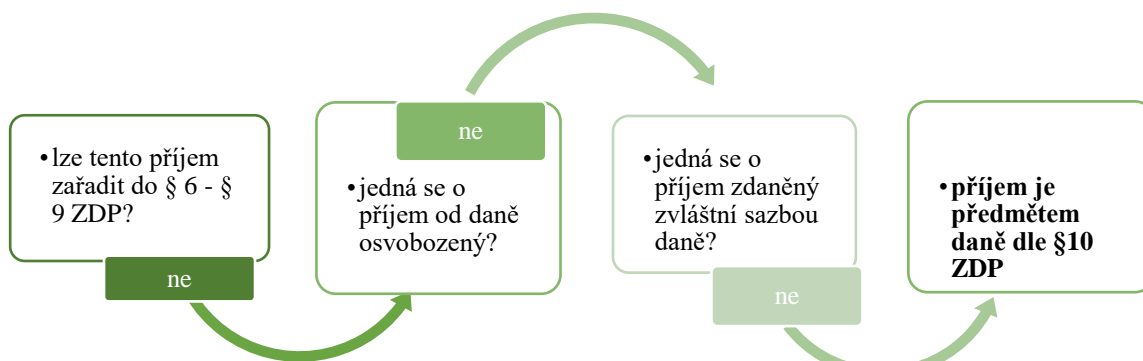 •lze tento příjem
zařadit do § 6 - §
9 ZDP?
ne
ne
•jedná se o
příjem od daně
osvobozený?
•jedná se o
příjem zdaněný
zvláštní sazbou
daně?
ne
•příjem je
předmětem
daně dle §10
ZDP